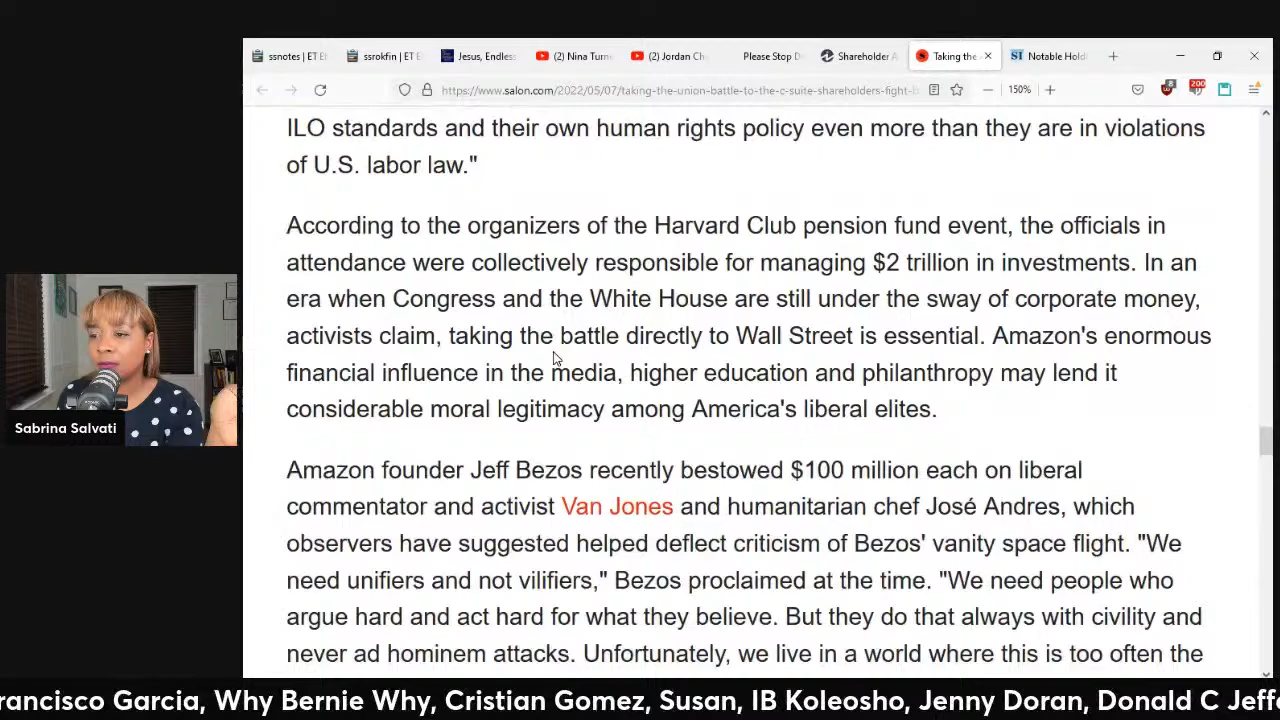 ssnotes | ET E
ssrokfin | ET E
Jesus, Endless
(2) Nina Turn
(2) Jordan Ch
Please Stop D
Shareholder A
Taking the
Notable Hold
https://www.salon.com/2022/05/07/taking-the-union-battle-to-the-c-suite-shareholders-fight-
150%
200
ILO standards and their own human rights policy even more than they are in violations
of U.S. labor law."
According to the organizers of the Harvard Club pension fund event, the officials in
attendance were collectively responsible for managing $2 trillion in investments. In an
era when Congress and the White House are still under the sway of corporate money,
activists claim, taking the battle directly to Wall Street is essential. Amazon's enormous
financial influence in the media, higher education and philanthropy may lend it
considerable moral legitimacy among America's liberal elites.
Amazon founder Jeff Bezos recently bestowed $100 million each on liberal
commentator and activist Van Jones and humanitarian chef José Andres, which
observers have suggested helped deflect criticism of Bezos' vanity space flight. "We
need unifiers and not vilifiers," Bezos proclaimed at the time. "We need people who
argue hard and act hard for what they believe. But they do that always with civility and
never ad hominem attacks. Unfortunately, we live in a world where this is too often the
Sabrina Salvati
rancisco Garcia, Why Bernie Why, Cristian Gomez, Susan, IB Koleosho, Jenny Doran, Donald C Jeff